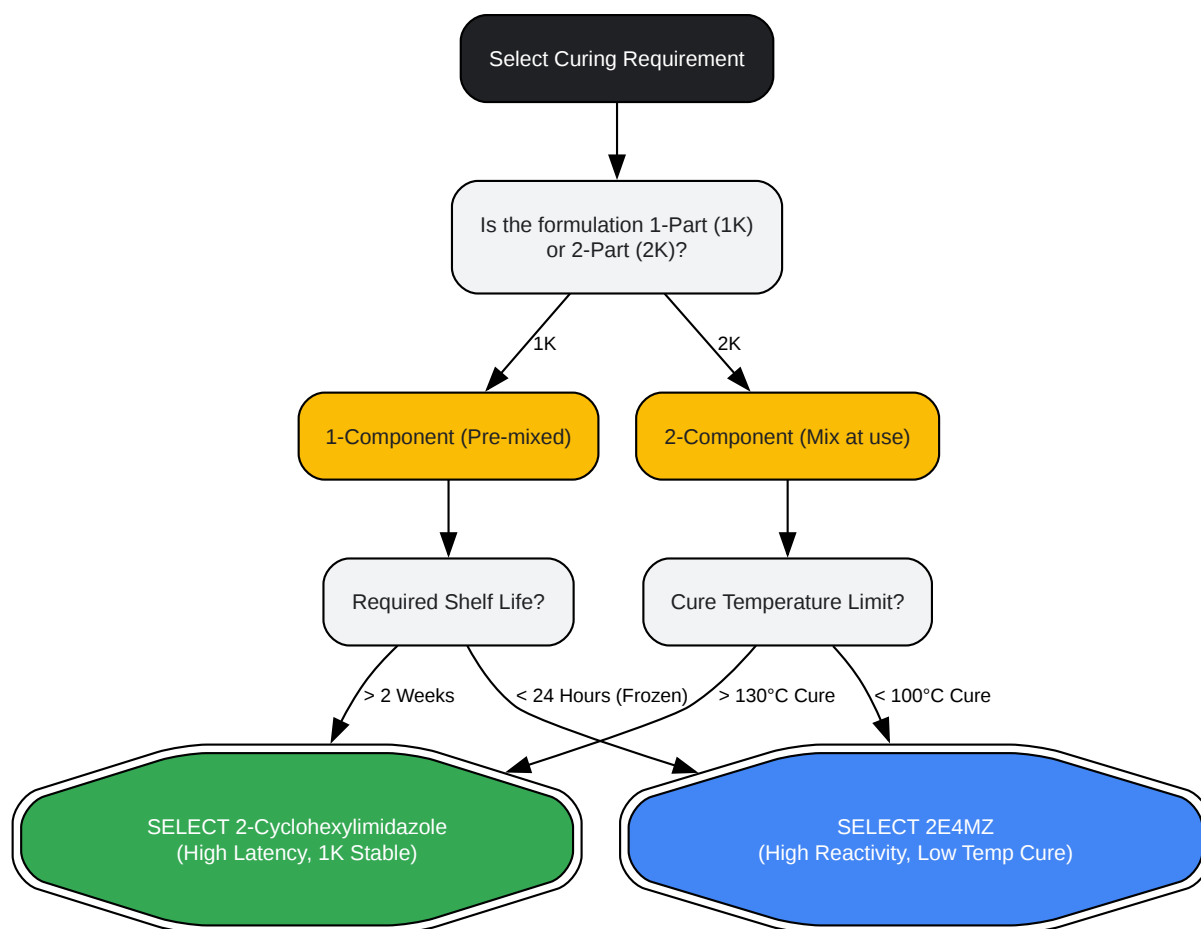 Select Curing Requirement
Is the formulation 1-Part (1K)
or 2-Part (2K)?
1K
2K
1-Component (Pre-mixed)
2-Component (Mix at use)
Required Shelf Life?
Cure Temperature Limit?
> 2 Weeks
< 24 Hours (Frozen)
> 130°C Cure
< 100°C Cure
SELECT 2-Cyclohexylimidazole
(High Latency, 1K Stable)
SELECT 2E4MZ
(High Reactivity, Low Temp Cure)